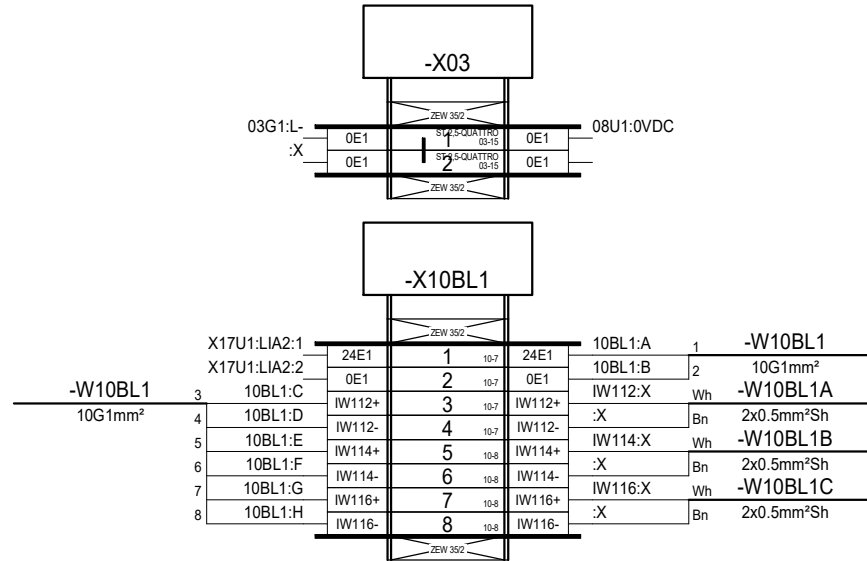 -X03
ZEW 35/2
03G1:L- 0E1 1 ST 2,5-QUATTRO 03-15 0E1 08U1:0VDC
:X 0E1 2 ST 2,5-QUATTRO 03-15 0E1
ZEW 35/2
-X10BL1
ZEW 35/2
X17U1:LIA2:1 24E1 1 10-7 24E1 10BL1:A 1 -W10BL1
X17U1:LIA2:2 0E1 2 10-7 0E1 10BL1:B 2 10G1mm²
-W10BL1 3 10BL1:C IW112+ 3 10-7 IW112+ IW112:X Wh -W10BL1A
10G1mm² 4 10BL1:D IW112- 4 10-7 IW112- :X Bn 2x0.5mm²Sh
5 10BL1:E IW114+ 5 10-8 IW114+ IW114:X Wh -W10BL1B
6 10BL1:F IW114- 6 10-8 IW114- :X Bn 2x0.5mm²Sh
7 10BL1:G IW116+ 7 10-8 IW116+ IW116:X Wh -W10BL1C
8 10BL1:H IW116- 8 10-8 IW116- :X Bn 2x0.5mm²Sh
ZEW 35/2